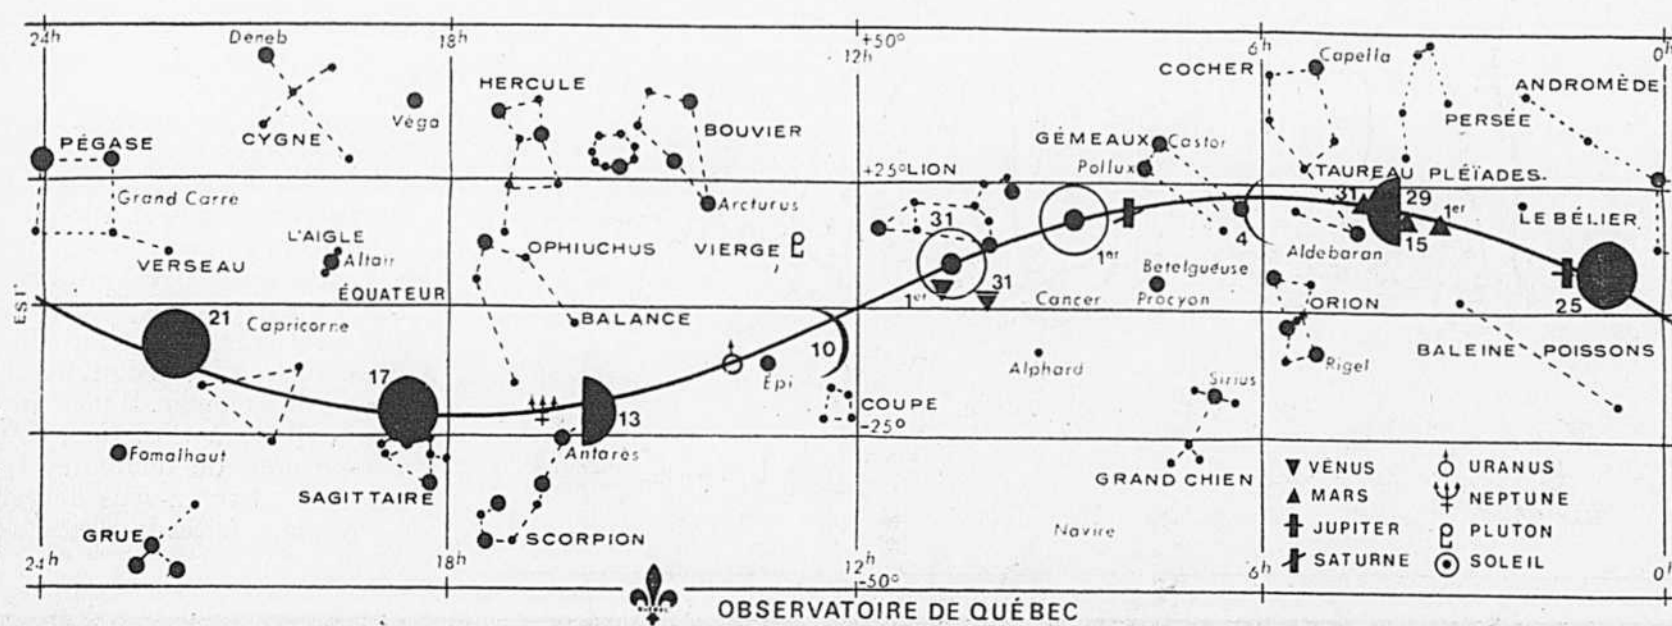 24h 18h 12h +50° 6h 0h
Deneb
HERCULE
COCHER
Capella
ANDROMÈDE
PÉGASE
CYGNE
Véga
BOUVIER
GÉMEAUX
Castor
PERSÉE
+25° LION
Pollux
TAUREAU PLËIADES.
Grand Carre
Arcturus
31
31 29 1er
LE BÉLIER
L'AIGLE
Altair
OPHIUCHUS
VIERGE
1er
4
15
VERSEAU
Betelgueuse
Aldebaran
ÉQUATEUR
1er 31
Cancer
Procyon
ORION
25
EST
21
Capricorne
BALANCE
10
Alphard
Rigel
BALEINE
POISSONS
17
Epi
Sirius
COUPE
13
-25°
Fomalhaut
Antarès
SAGITTAIRE
GRAND CHIEN
VÉNUS
URANUS
MARS
NEPTUNE
GRUE
SCORPION
Navire
JUPITER
PLUTON
SATURNE
SOLEIL
24h 18h 12h -50° 6h 0h
OBSERVATOIRE DE QUÉBEC